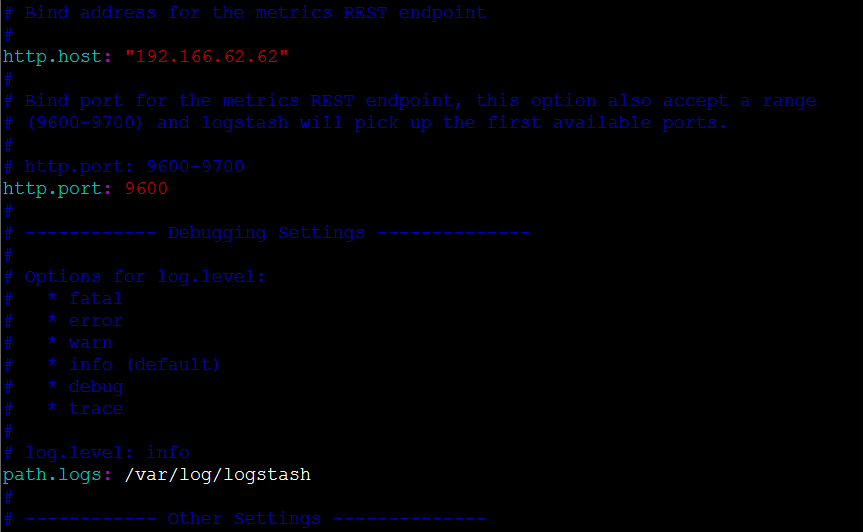 # Bind address for the metrics REST endpoint
#
http.host: "192.166.62.62"
#
# Bind port for the metrics REST endpoint, this option also accept a range
# (9600-9700) and logstash will pick up the first available ports.
#
# http.port: 9600-9700
http.port: 9600
#
# ------------ Debugging Settings --------------
#
# Options for log.level:
#   * fatal
#   * error
#   * warn
#   * info (default)
#   * debug
#   * trace
#
# log.level: info
path.logs: /var/log/logstash
#
# ------------ Other Settings --------------